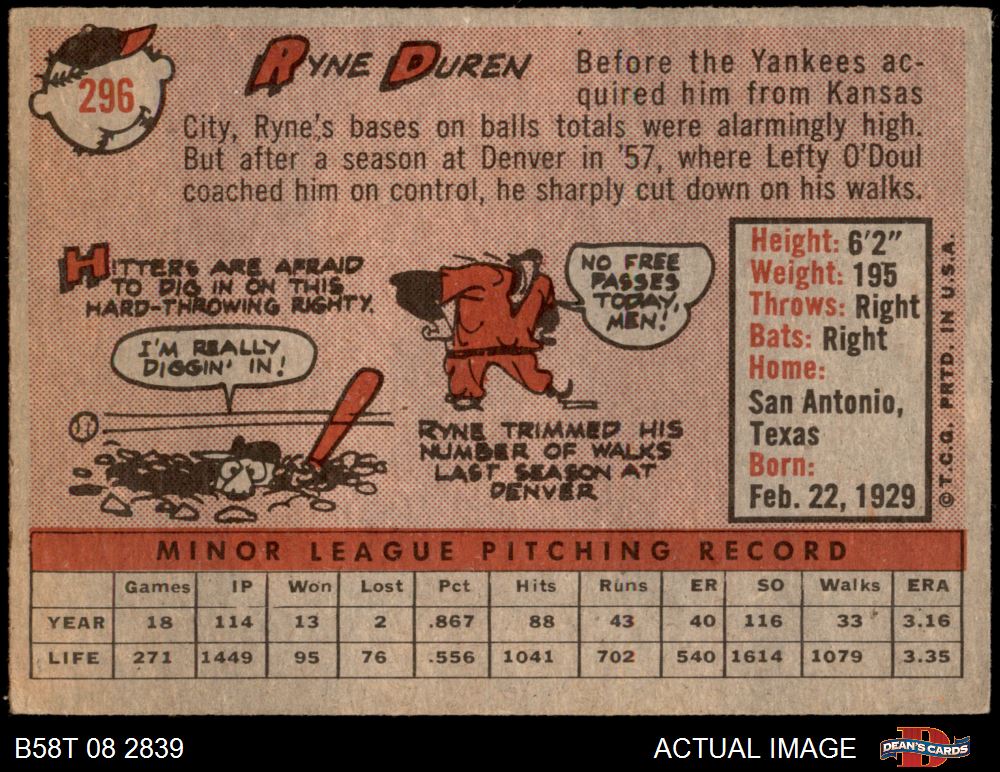 296
RYNE DUREN
Before the Yankees ac-
quired him from Kansas
City, Ryne's bases on balls totals were alarmingly high.
But after a season at Denver in '57, where Lefty O'Doul
coached him on control, he sharply cut down on his walks.
HITTERS ARE AFRAID
TO DIG IN ON THIS
HARD-THROWING RIGHTY.
I'M REALLY
DIGGIN' IN!
NO FREE
PASSES
TODAY,
MEN!
RYNE TRIMMED HIS
NUMBER OF WALKS
LAST SEASON AT
DENVER
Height: 6'2"
Weight: 195
Throws: Right
Bats: Right
Home:
San Antonio,
Texas
Born:
Feb. 22, 1929
© T.C.G. PRTD. IN U.S.A.
MINOR LEAGUE PITCHING RECORD
Games IP Won Lost Pct Hits Runs ER SO Walks ERA
YEAR 18 114 13 2 .867 88 43 40 116 33 3.16
LIFE 271 1449 95 76 .556 1041 702 540 1614 1079 3.35
B58T 08 2839
ACTUAL IMAGE
D
DEAN'S CARDS